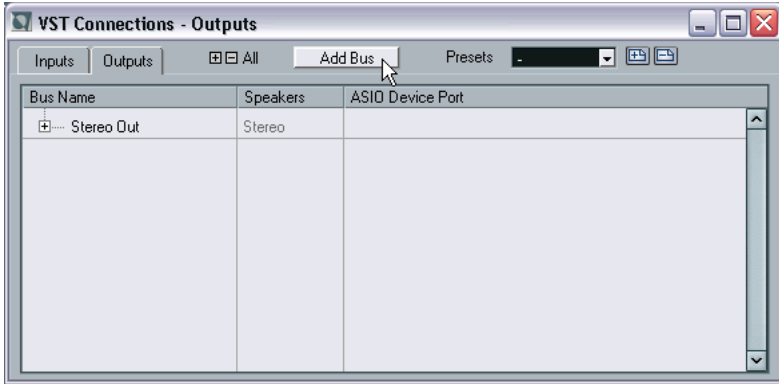 VST Connections - Outputs
Inputs Outputs All Add Bus Presets -
Bus Name Speakers ASIO Device Port
Stereo Out Stereo